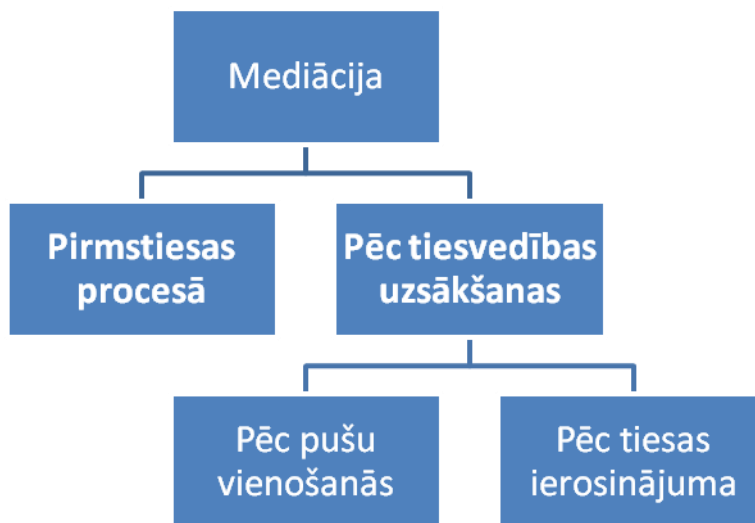 Mediācija
Pirmstiesas
procesā
Pēc tiesvedības
uzsākšanas
Pēc pušu
vienošanās
Pēc tiesas
ierosinājuma